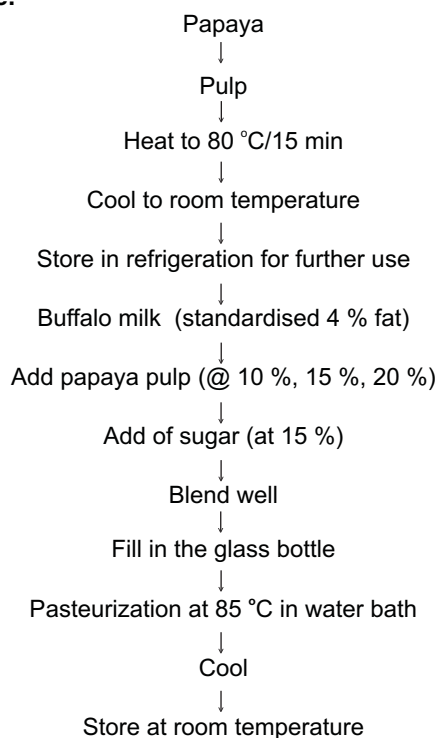 Papaya
Pulp
Heat to 80 °C/15 min
Cool to room temperature
Store in refrigeration for further use
Buffalo milk (standardised 4 % fat)
Add papaya pulp (@ 10 %, 15 %, 20 %)
Add of sugar (at 15 %)
Blend well
Fill in the glass bottle
Pasteurization at 85 °C in water bath
Cool
Store at room temperature